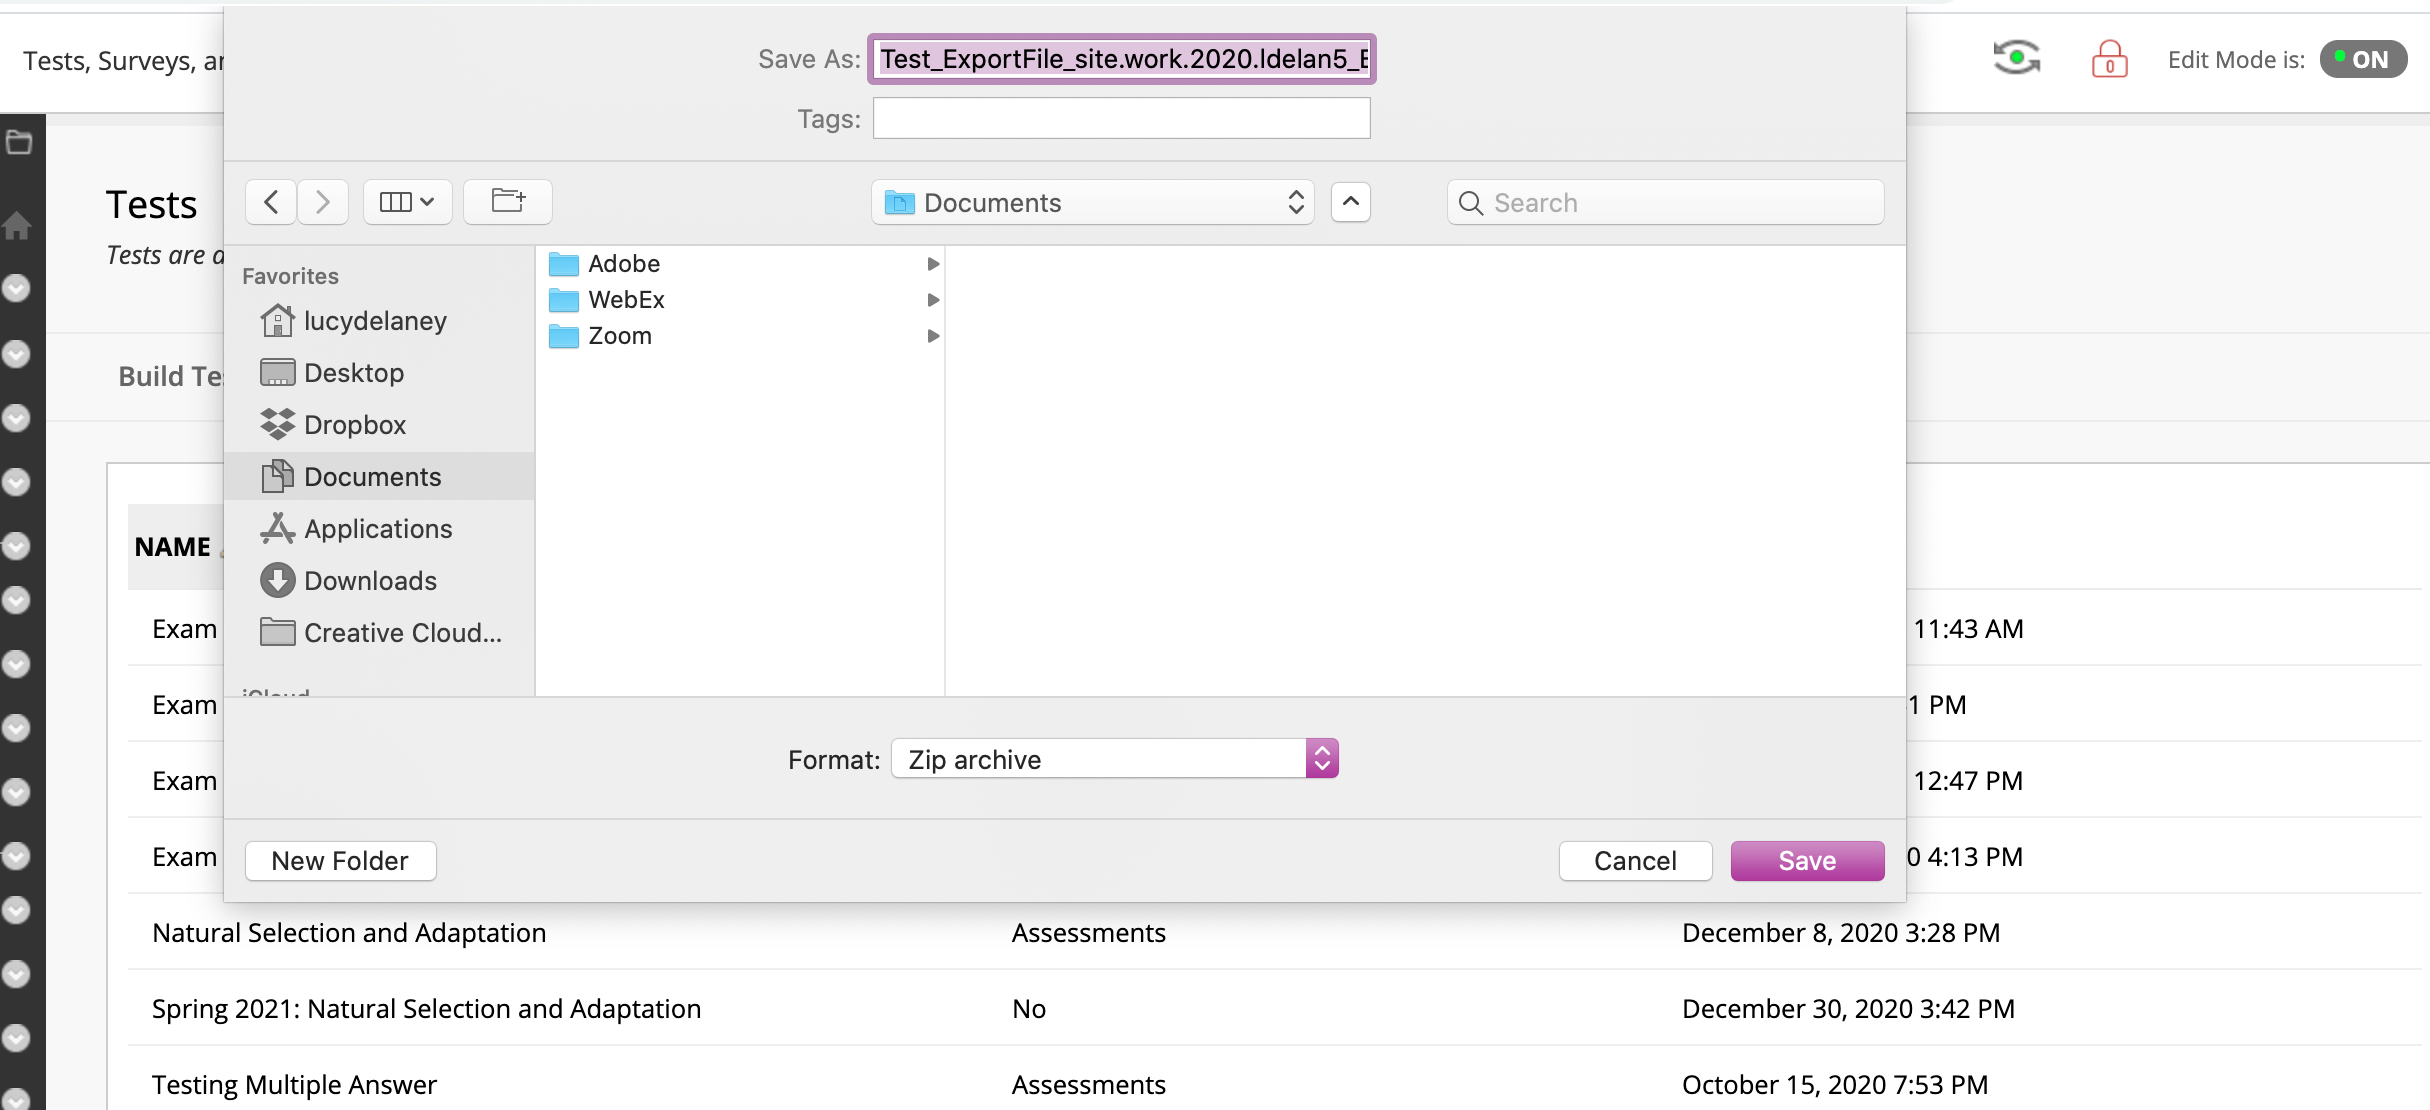 Tests, Surveys, an
Save As: Test_ExportFile_site.work.2020.ldelan5_E
0
Edit Mode is: ON
Tags:
Tests
Documents
Search
Tests are a
Favorites
lucydelaney
Desktop
Dropbox
Documents
Applications
Downloads
Creative Cloud...
iCloud
Adobe
WebEx
Zoom
Build Te
NAME
Exam
11:43 AM
Exam
1 PM
Format: Zip archive
Exam
12:47 PM
Exam
0 4:13 PM
New Folder
Cancel
Save
Natural Selection and Adaptation Assessments December 8, 2020 3:28 PM
Spring 2021: Natural Selection and Adaptation No December 30, 2020 3:42 PM
Testing Multiple Answer Assessments October 15, 2020 7:53 PM